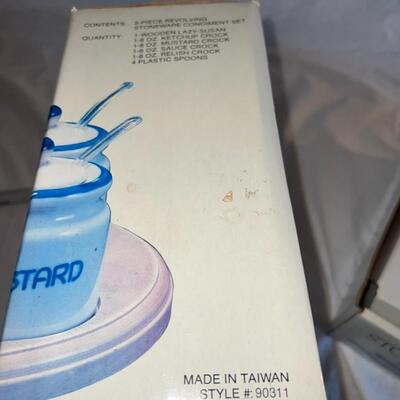 CONTENTS: 5-PIECE REVOLVING
STONEWARE CONDIMENT SET
QUANTITY: 1-WOODEN LAZY-SUSAN
1-8 OZ. KETCHUP CROCK
1-8 OZ. MUSTARD CROCK
1-8 OZ. SAUCE CROCK
1-8 OZ. RELISH CROCK
4 PLASTIC SPOONS
STARD
MADE IN TAIWAN
STYLE #: 90311